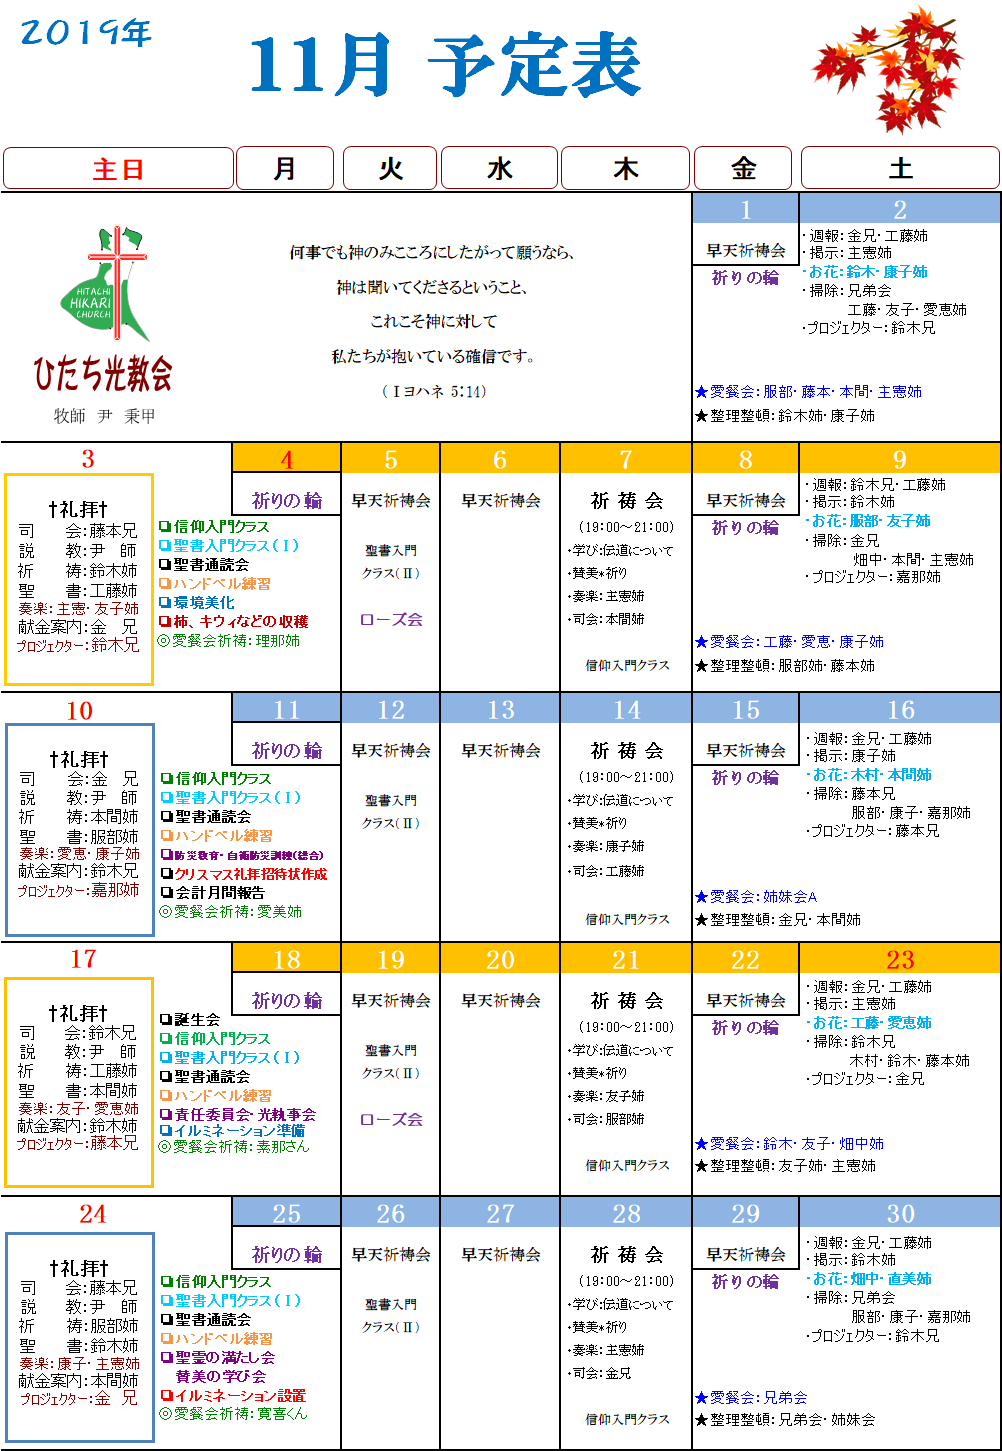 2019年
11月 予定表
主日 月 火 水 木 金 土
HITACHI
HIKARI
CHURCH
ひたち光教会
牧師 尹 秉甲
何事でも神のみこころにしたがって願うなら、
神は聞いてくださるということ、
これこそ神に対して
私たちが抱いている確信です。
(Ⅰヨハネ 5:14)
1
早天祈祷会
祈りの輪
2
・週報:金兄・工藤姉
・掲示:主憲姉
・お花:鈴木・康子姉
・掃除:兄弟会
工藤・友子・愛恵姉
・プロジェクター:鈴木兄
★愛餐会:服部・藤本・本間・主憲姉
★整理整頓:鈴木姉・康子姉
3
†礼拝†
司 会:藤本兄
説 教:尹 師
祈 祷:鈴木姉
聖 書:工藤姉
奏楽:主憲・友子姉
献金案内:金 兄
プロジェクター:鈴木兄
❏信仰入門クラス
❏聖書入門クラス(Ⅰ)
❏聖書通読会
❏ハンドベル練習
❏環境美化
❏柿、キウィなどの収穫
◎愛餐会祈祷:理那姉
4
祈りの輪
5
早天祈祷会
聖書入門
クラス(Ⅱ)
ローズ会
6
早天祈祷会
7
祈 祷 会
(19:00~21:00)
・学び:伝道について
・賛美*祈り
・奏楽:主憲姉
・司会:本間姉
信仰入門クラス
8
早天祈祷会
祈りの輪
9
・週報:鈴木兄・工藤姉
・掲示:鈴木姉
・お花:服部・友子姉
・掃除:金兄
畑中・本間・主憲姉
・プロジェクター:嘉那姉
★愛餐会:工藤・愛恵・康子姉
★整理整頓:服部姉・藤本姉
10
†礼拝†
司 会:金 兄
説 教:尹 師
祈 祷:本間姉
聖 書:服部姉
奏楽:愛恵・康子姉
献金案内:鈴木兄
プロジェクター:嘉那姉
❏信仰入門クラス
❏聖書入門クラス(Ⅰ)
❏聖書通読会
❏ハンドベル練習
❏防災教育・自衛防災訓練(総合)
❏クリスマス礼拝招待状作成
❏会計月間報告
◎愛餐会祈祷:愛美姉
11
祈りの輪
12
早天祈祷会
聖書入門
クラス(Ⅱ)
13
早天祈祷会
14
祈 祷 会
(19:00~21:00)
・学び:伝道について
・賛美*祈り
・奏楽:康子姉
・司会:工藤姉
信仰入門クラス
15
早天祈祷会
祈りの輪
16
・週報:金兄・工藤姉
・掲示:康子姉
・お花:木村・本間姉
・掃除:藤本兄
服部・康子・嘉那姉
・プロジェクター:藤本兄
★愛餐会:姉妹会A
★整理整頓:金兄・本間姉
17
†礼拝†
司 会:鈴木兄
説 教:尹 師
祈 祷:工藤姉
聖 書:本間姉
奏楽:友子・愛恵姉
献金案内:鈴木姉
プロジェクター:藤本兄
❏誕生会
❏信仰入門クラス
❏聖書入門クラス(Ⅰ)
❏聖書通読会
❏ハンドベル練習
❏責任委員会・光執事会
❏イルミネーション準備
◎愛餐会祈祷:素那さん
18
祈りの輪
19
早天祈祷会
聖書入門
クラス(Ⅱ)
ローズ会
20
早天祈祷会
21
祈 祷 会
(19:00~21:00)
・学び:伝道について
・賛美*祈り
・奏楽:友子姉
・司会:服部姉
信仰入門クラス
22
早天祈祷会
祈りの輪
23
・週報:金兄・工藤姉
・掲示:主憲姉
・お花:工藤・愛恵姉
・掃除:鈴木兄
木村・鈴木・藤本姉
・プロジェクター:金兄
★愛餐会:鈴木・友子・畑中姉
★整理整頓:友子姉・主憲姉
24
†礼拝†
司 会:藤本兄
説 教:尹 師
祈 祷:服部姉
聖 書:鈴木姉
奏楽:康子・主憲姉
献金案内:本間姉
プロジェクター:金 兄
❏信仰入門クラス
❏聖書入門クラス(Ⅰ)
❏聖書通読会
❏ハンドベル練習
❏聖霊の満たし会
賛美の学び会
❏イルミネーション設置
◎愛餐会祈祷:寛喜くん
25
祈りの輪
26
早天祈祷会
聖書入門
クラス(Ⅱ)
27
早天祈祷会
28
祈 祷 会
(19:00~21:00)
・学び:伝道について
・賛美*祈り
・奏楽:主憲姉
・司会:金兄
信仰入門クラス
29
早天祈祷会
祈りの輪
30
・週報:金兄・工藤姉
・掲示:鈴木姉
・お花:畑中・直美姉
・掃除:兄弟会
服部・康子・嘉那姉
・プロジェクター:鈴木兄
★愛餐会:兄弟会
★整理整頓:兄弟会・姉妹会